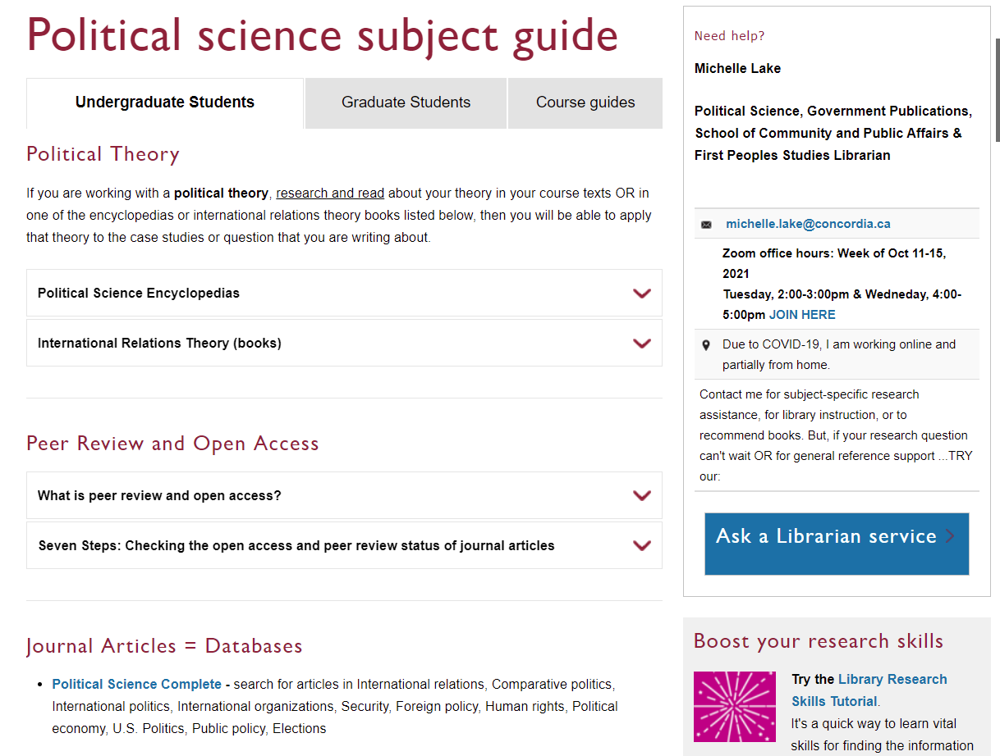 Political science subject guide
Undergraduate Students
Graduate Students
Course guides
Political Theory
If you are working with a political theory, research and read about your theory in your course texts OR in
one of the encyclopedias or international relations theory books listed below, then you will be able to apply
that theory to the case studies or question that you are writing about.
Political Science Encyclopedias
International Relations Theory (books)
Peer Review and Open Access
What is peer review and open access?
Seven Steps: Checking the open access and peer review status of journal articles
Journal Articles = Databases
• Political Science Complete - search for articles in International relations, Comparative politics,
International politics, International organizations, Security, Foreign policy, Human rights, Political
economy, U.S. Politics, Public policy, Elections
Need help?
Michelle Lake
Political Science, Government Publications,
School of Community and Public Affairs &
First Peoples Studies Librarian
michelle.lake@concordia.ca
Zoom office hours: Week of Oct 11-15,
2021
Tuesday, 2:00-3:00pm & Wedneday, 4:00-
5:00pm JOIN HERE
Due to COVID-19, I am working online and
partially from home.
Contact me for subject-specific research
assistance, for library instruction, or to
recommend books. But, if your research question
can't wait OR for general reference support ...TRY
our:
Ask a Librarian service
Boost your research skills
Try the Library Research
Skills Tutorial.
It's a quick way to learn vital
skills for finding the information